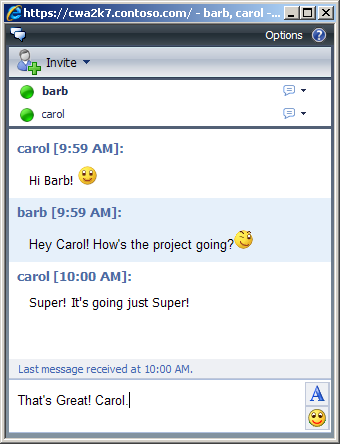 https://cwa2k7.contoso.com/ - barb, carol -...
Options
Invite
barb
carol
carol [9:59 AM]:
Hi Barb!
barb [9:59 AM]:
Hey Carol! How's the project going?
carol [10:00 AM]:
Super! It's going just Super!
Last message received at 10:00 AM.
That's Great! Carol.
A